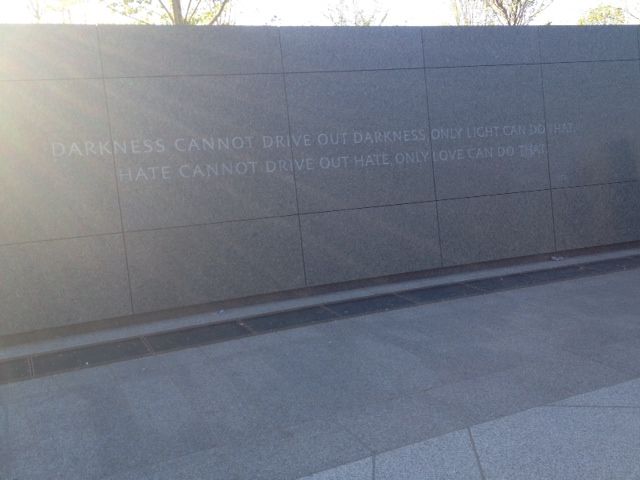 DARKNESS CANNOT DRIVE OUT DARKNESS, ONLY LIGHT CAN DO THAT.
HATE CANNOT DRIVE OUT HATE, ONLY LOVE CAN DO THAT.